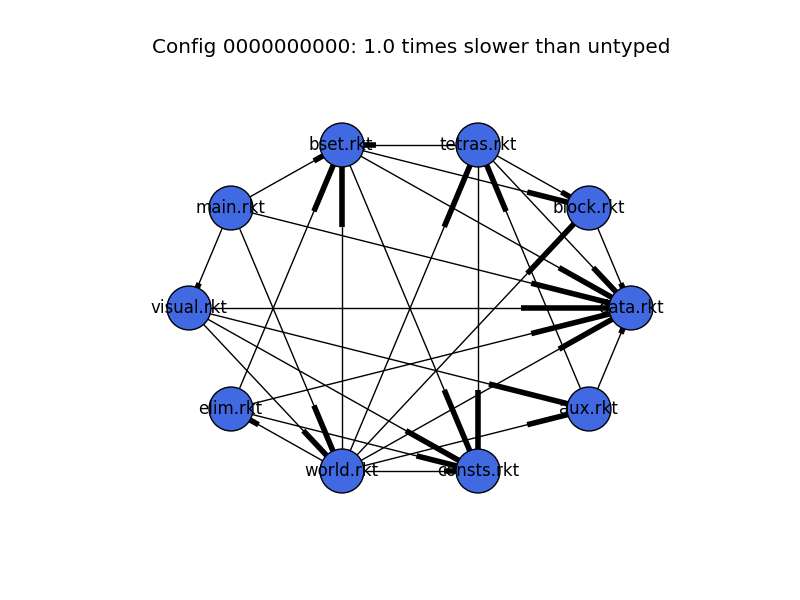 Config 0000000000: 1.0 times slower than untyped
bset.rkt
tetras.rkt
main.rkt
block.rkt
visual.rkt
data.rkt
elim.rkt
aux.rkt
world.rkt
consts.rkt